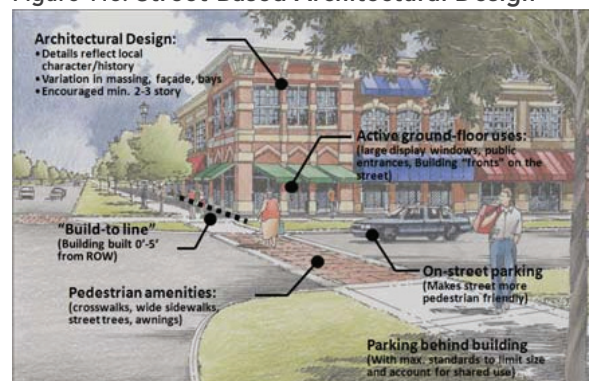 Architectural Design:
•Details reflect local
character/history
•Variation in massing, façade, bays
•Encouraged min. 2-3 story
Active ground-floor uses:
(large display windows, public
entrances, Building "fronts" on the
street)
"Build-to line"
(Building built 0'-5'
from ROW)
On-street parking
(Makes street more
pedestrian friendly)
Pedestrian amenities:
(crosswalks, wide sidewalks,
street trees, awnings)
Parking behind building
(With max. standards to limit size
and account for shared use)